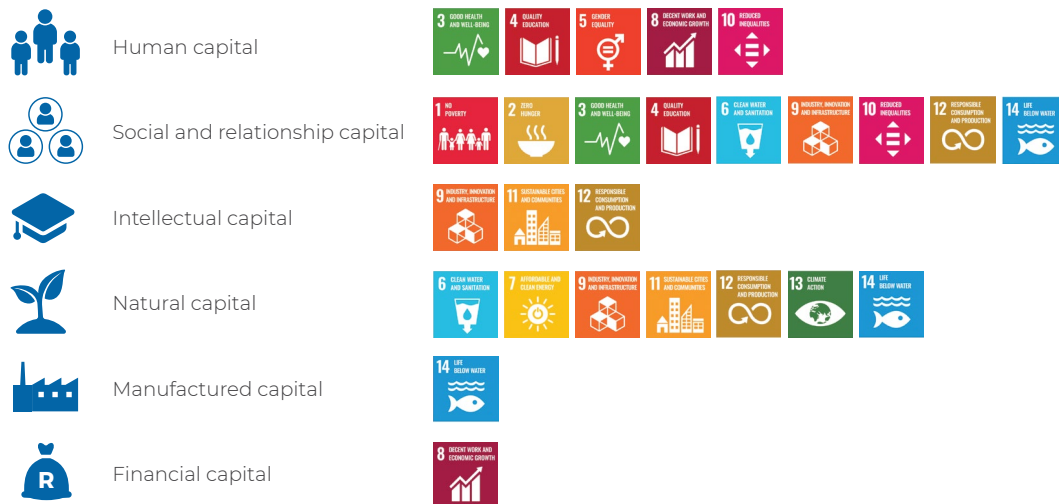 Human capital
3 GOOD HEALTH
AND WELL-BEING
4 QUALITY
EDUCATION
5 GENDER
EQUALITY
8 DECENT WORK AND
ECONOMIC GROWTH
10 REDUCED
INEQUALITIES
Social and relationship capital
1 NO
POVERTY
2 ZERO
HUNGER
3 GOOD HEALTH
AND WELL-BEING
4 QUALITY
EDUCATION
6 CLEAN WATER
AND SANITATION
9 INDUSTRY, INNOVATION
AND INFRASTRUCTURE
10 REDUCED
INEQUALITIES
12 RESPONSIBLE
CONSUMPTION
AND PRODUCTION
14 LIFE
BELOW WATER
Intellectual capital
9 INDUSTRY, INNOVATION
AND INFRASTRUCTURE
11 SUSTAINABLE CITIES
AND COMMUNITIES
12 RESPONSIBLE
CONSUMPTION
AND PRODUCTION
Natural capital
6 CLEAN WATER
AND SANITATION
7 AFFORDABLE AND
CLEAN ENERGY
9 INDUSTRY, INNOVATION
AND INFRASTRUCTURE
11 SUSTAINABLE CITIES
AND COMMUNITIES
12 RESPONSIBLE
CONSUMPTION
AND PRODUCTION
13 CLIMATE
ACTION
14 LIFE
BELOW WATER
Manufactured capital
14 LIFE
BELOW WATER
R
Financial capital
8 DECENT WORK AND
ECONOMIC GROWTH